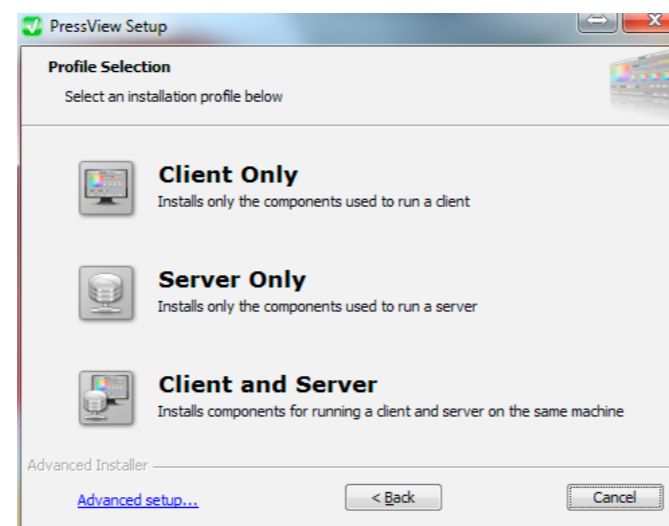 PressView Setup
Profile Selection
Select an installation profile below
Client Only
Installs only the components used to run a client
Server Only
Installs only the components used to run a server
Client and Server
Installs components for running a client and server on the same machine
Advanced Installer
Advanced setup...
< Back
Cancel